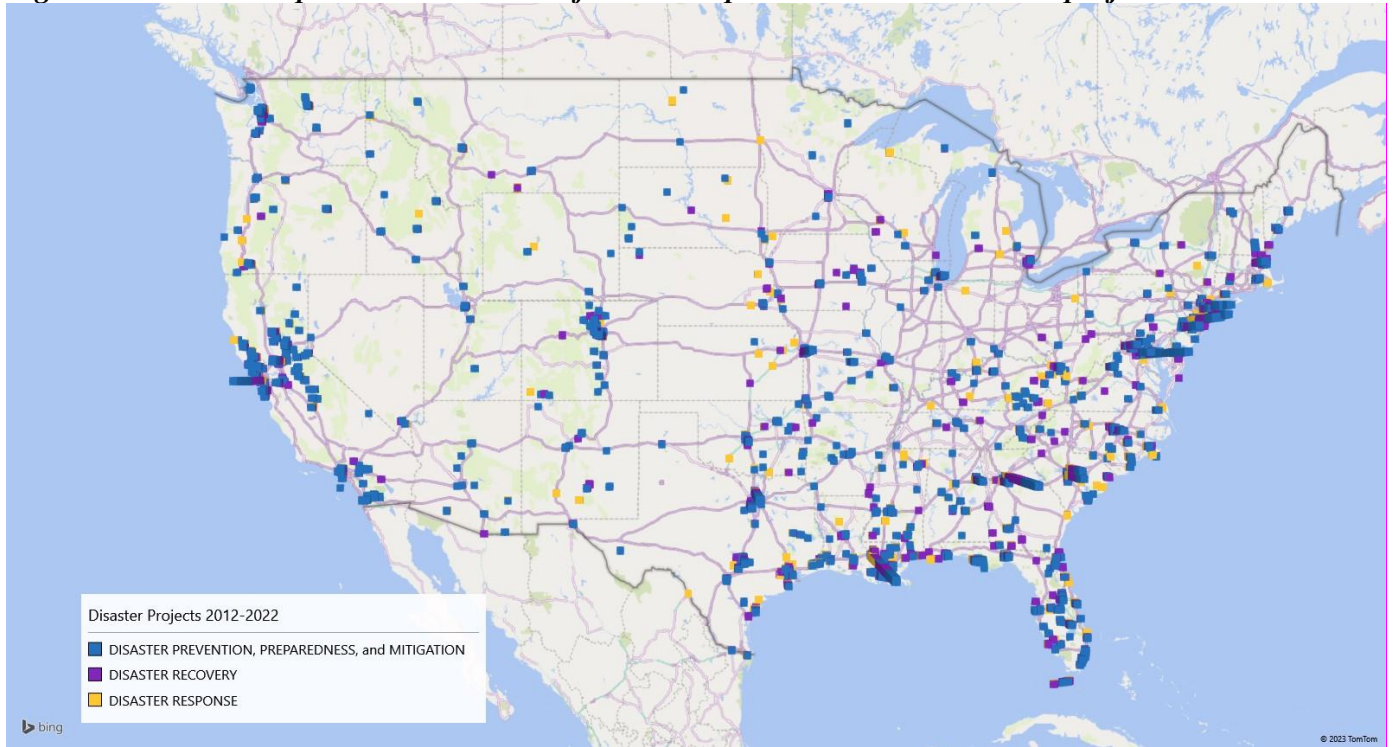 Disaster Projects 2012-2022
DISASTER PREVENTION, PREPAREDNESS, and MITIGATION
DISASTER RECOVERY
DISASTER RESPONSE
bing
© 2023 TomTom